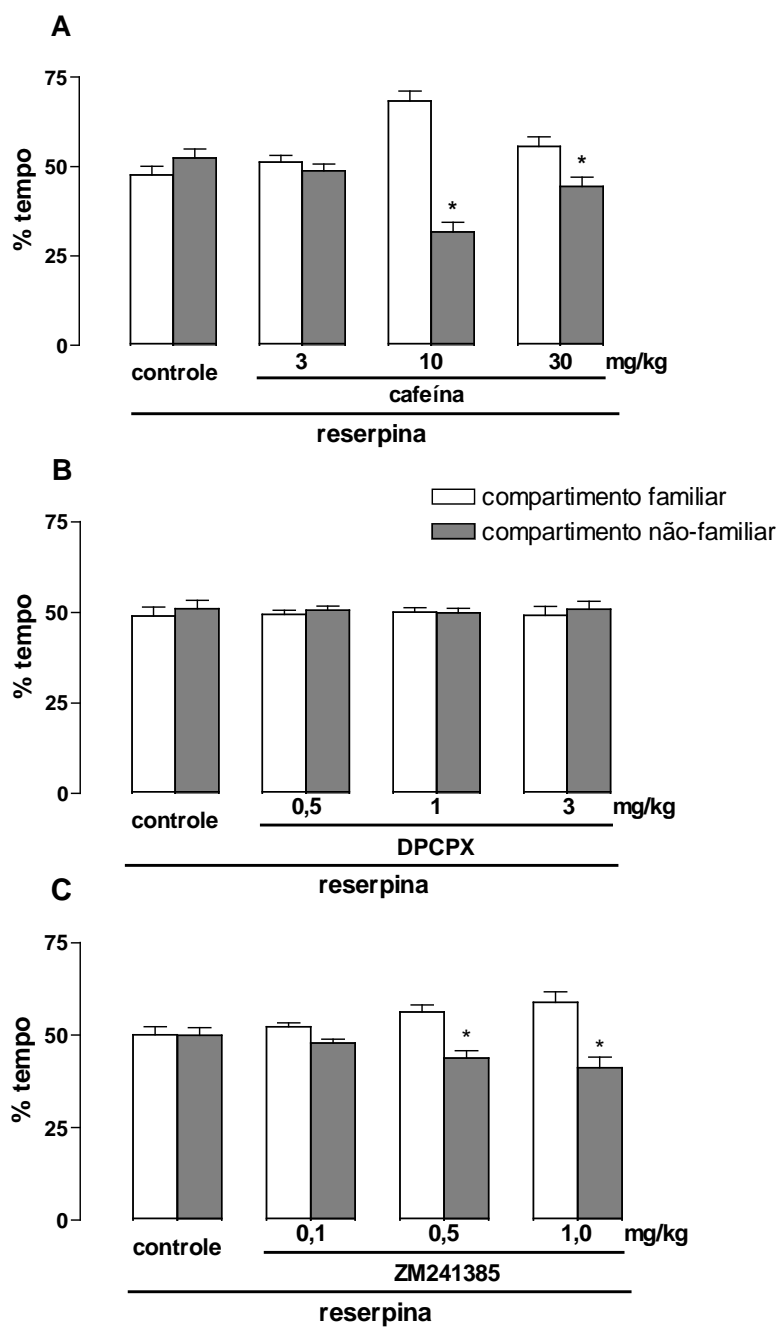 A
75
50
25
0
% tempo
*
*
controle
3
10
30
mg/kg
cafeína
reserpina
B
compartimento familiar
compartimento não-familiar
75
50
25
0
% tempo
controle
0,5
1
3
mg/kg
DPCPX
reserpina
C
75
50
25
0
% tempo
*
*
controle
0,1
0,5
1,0
mg/kg
ZM241385
reserpina